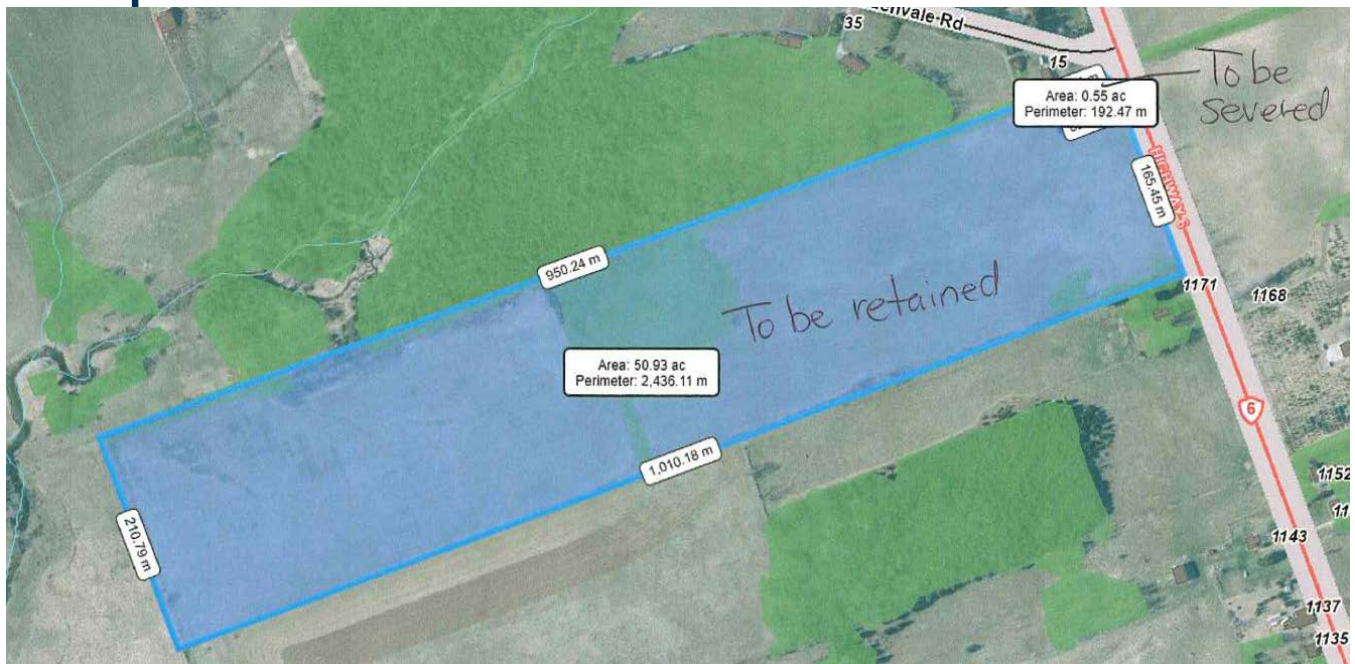 35
15
To be
severed
Area: 0.55 ac
Perimeter: 192.47 m
HIGHWAY 6
165.45 m
950.24 m
To be retained
1171
1168
Area: 50.93 ac
Perimeter: 2,436.11 m
6
1,010.18 m
1152
210.79 m
1143
1137
1135